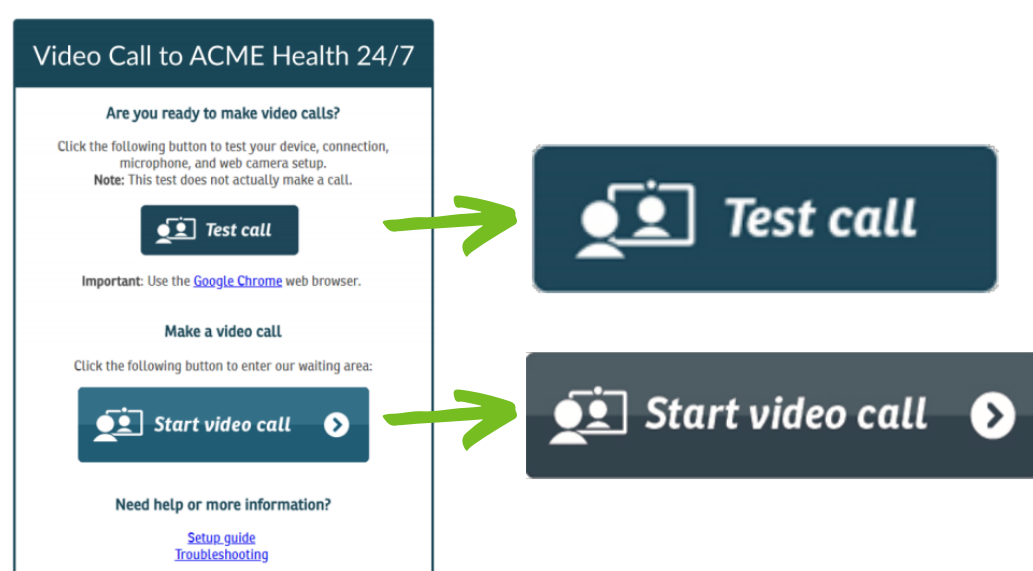 Video Call to ACME Health 24/7
Are you ready to make video calls?
Click the following button to test your device, connection,
microphone, and web camera setup.
Note: This test does not actually make a call.
Test call
Important: Use the Google Chrome web browser.
Make a video call
Click the following button to enter our waiting area:
Start video call
Need help or more information?
Setup guide
Troubleshooting
Test call
Start video call